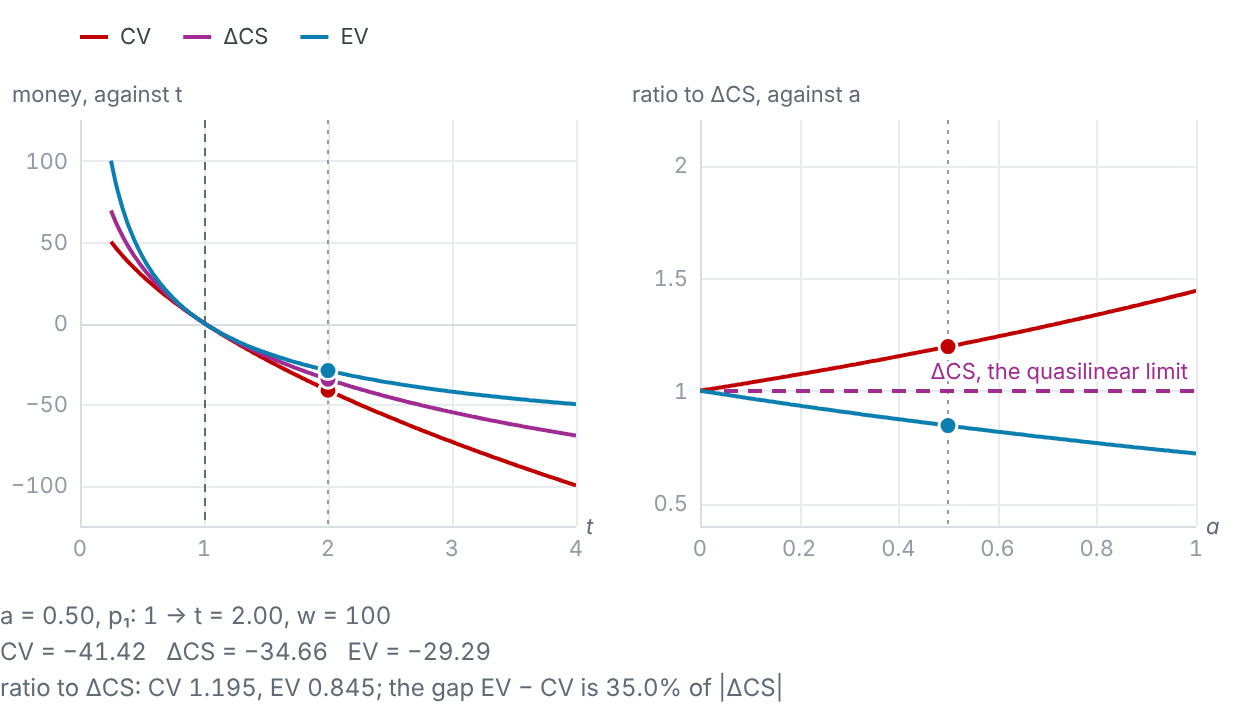 CV ΔCS EV
money, against t
100
50
0
−50
−100
0 1 2 3 4 t
ratio to ΔCS, against a
2
1.5
1
0.5
ΔCS, the quasilinear limit
0 0.2 0.4 0.6 0.8 1 a
a = 0.50, p₁: 1 → t = 2.00, w = 100
CV = −41.42 ΔCS = −34.66 EV = −29.29
ratio to ΔCS: CV 1.195, EV 0.845; the gap EV − CV is 35.0% of |ΔCS|